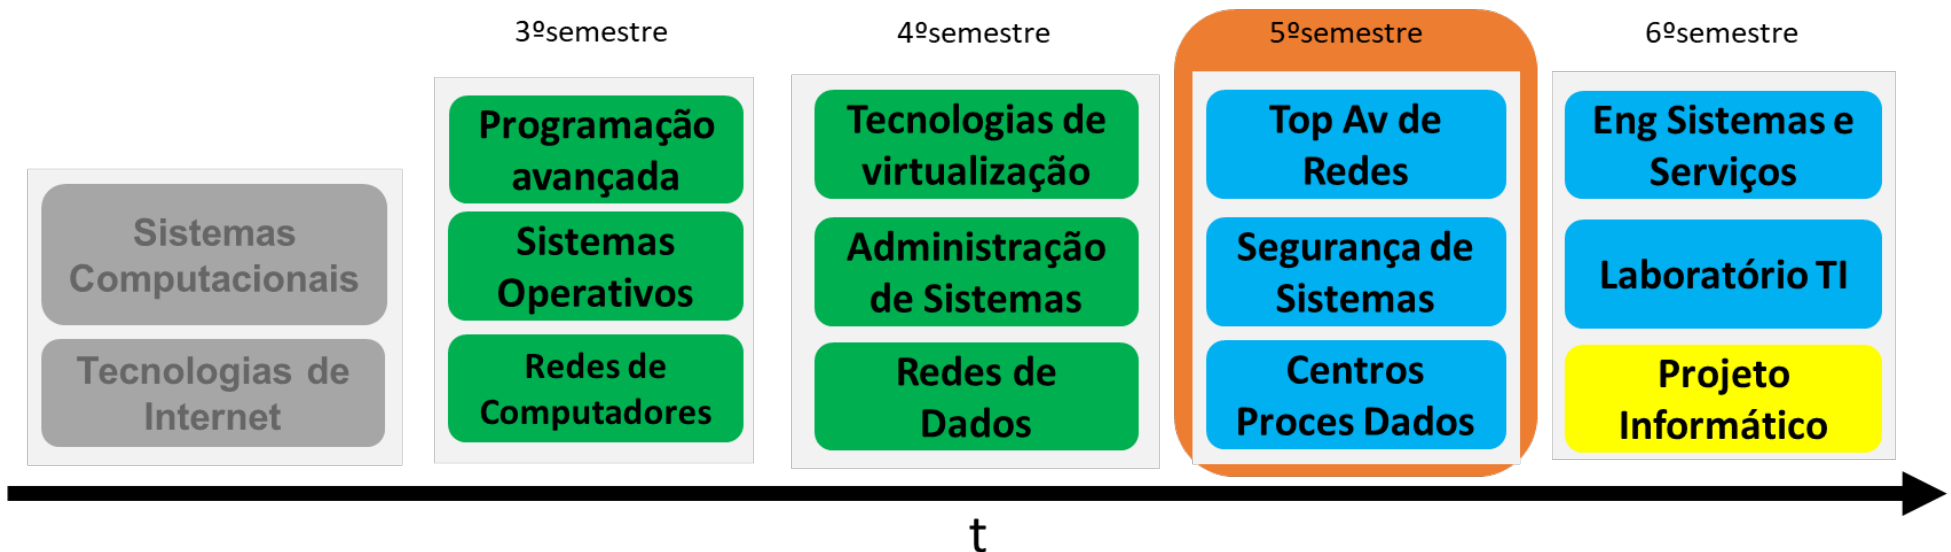 Sistemas
Computacionais
Tecnologias de
Internet
3ºsemestre
Programação
avançada
Sistemas
Operativos
Redes de
Computadores
4ºsemestre
Tecnologias de
virtualização
Administração
de Sistemas
Redes de
Dados
5ºsemestre
Top Av de
Redes
Segurança de
Sistemas
Centros
Proces Dados
6ºsemestre
Eng Sistemas e
Serviços
Laboratório TI
Projeto
Informático
t